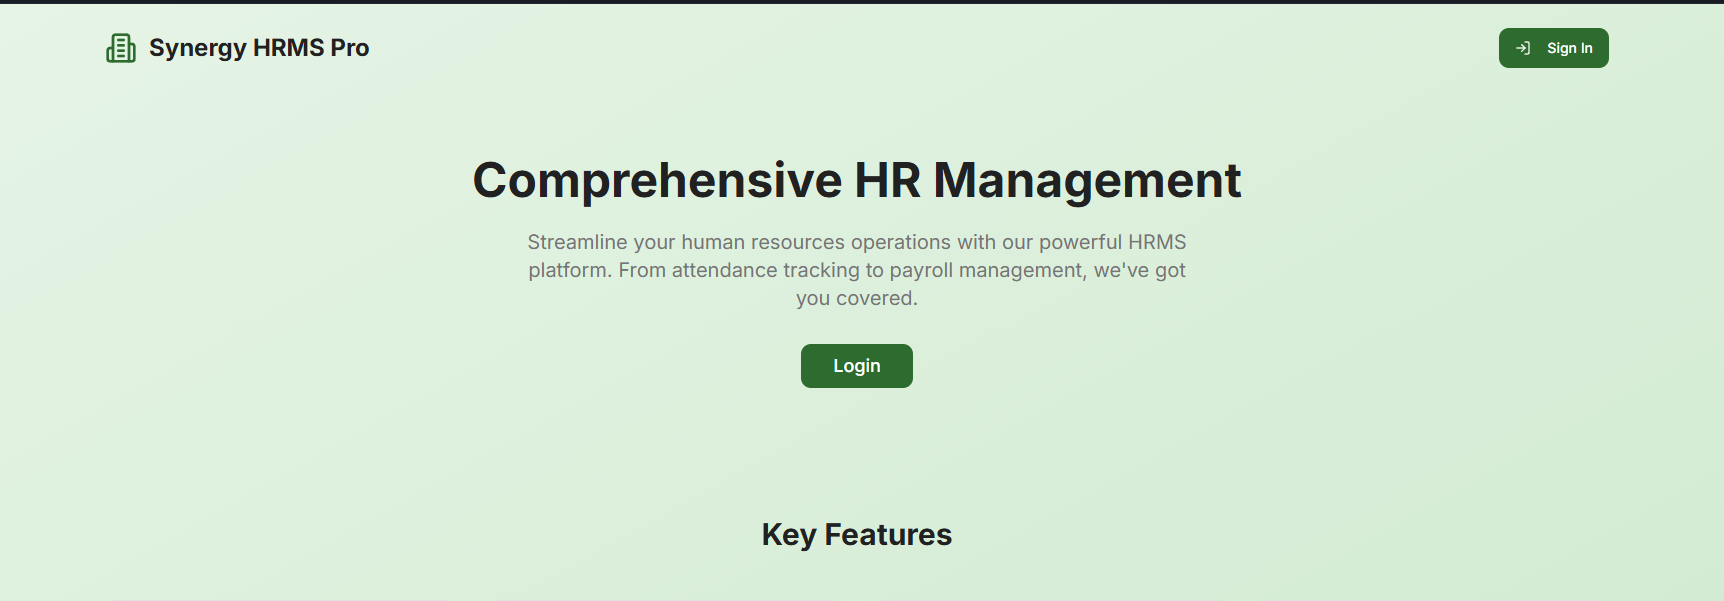 Synergy HRMS Pro
Sign In
Comprehensive HR Management
Streamline your human resources operations with our powerful HRMS
platform. From attendance tracking to payroll management, we've got
you covered.
Login
Key Features